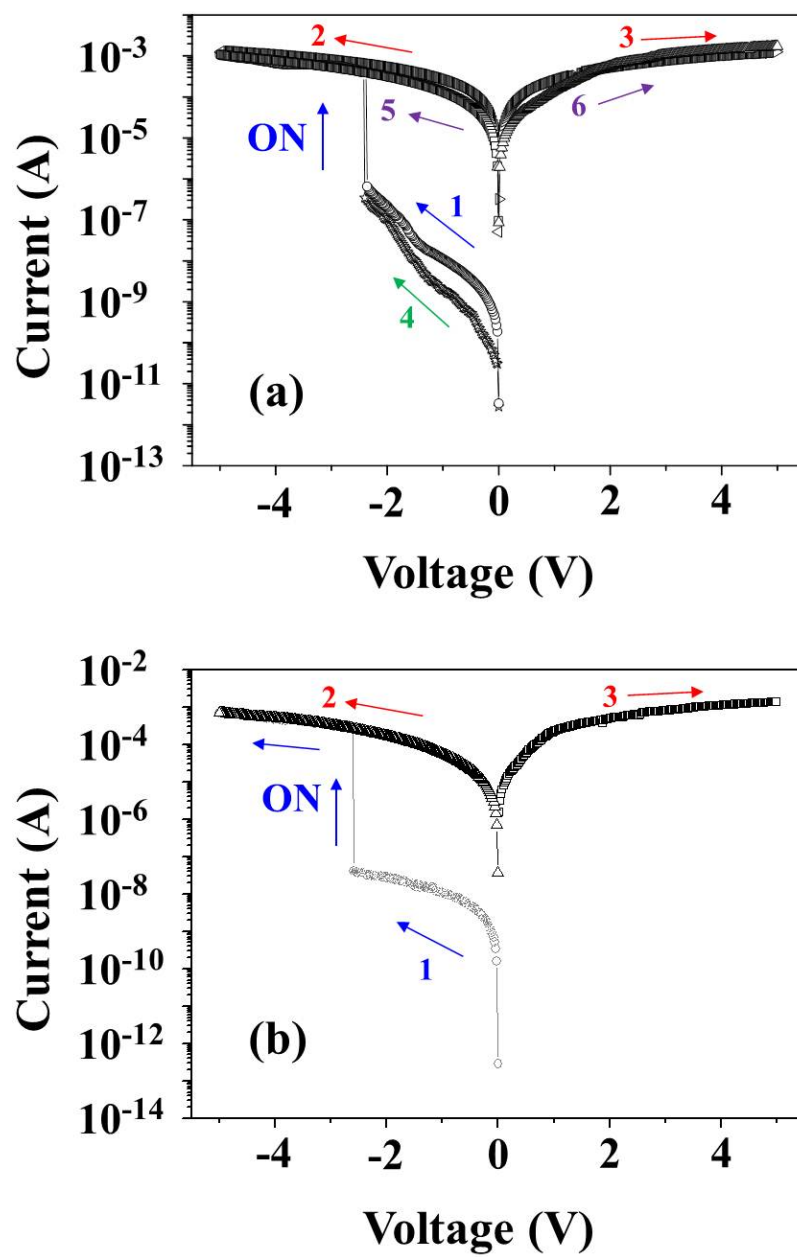 2
3
10⁻³
5
6
10⁻⁵
ON
Current (A)
10⁻⁷
1
10⁻⁹
4
10⁻¹¹
(a)
10⁻¹³
-4 -2 0 2 4
Voltage (V)
10⁻²
2
3
10⁻⁴
ON
10⁻⁶
Current (A)
10⁻⁸
10⁻¹⁰
1
10⁻¹²
(b)
10⁻¹⁴
-4 -2 0 2 4
Voltage (V)